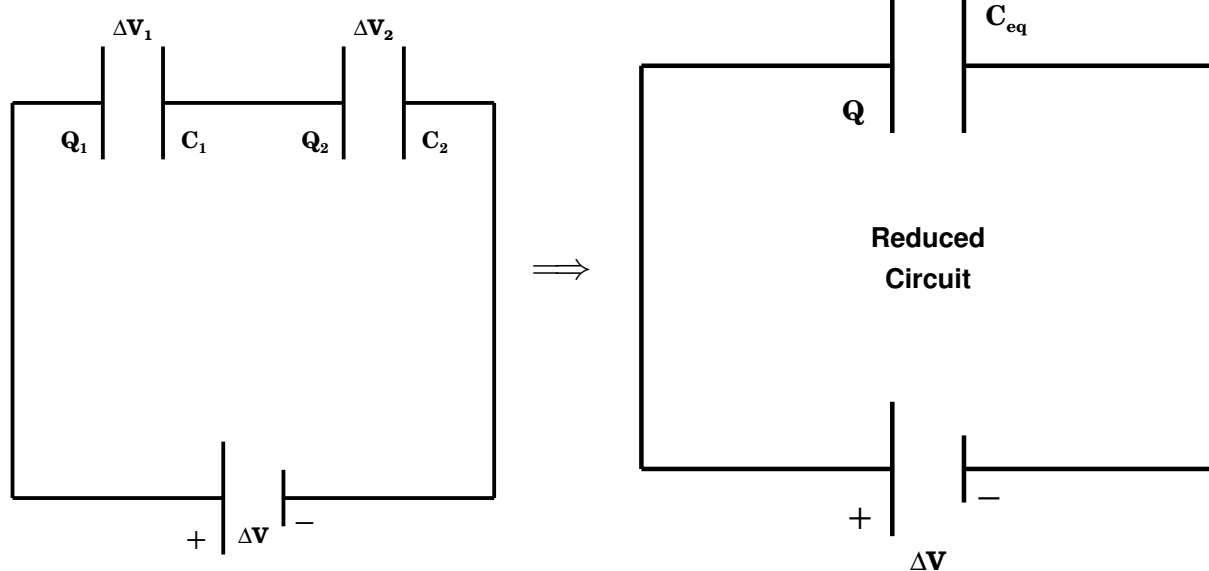 ΔV₁ ΔV₂
Q₁ C₁ Q₂ C₂
+ ΔV −
⟹
C_eq
Q
Reduced
Circuit
+ −
ΔV